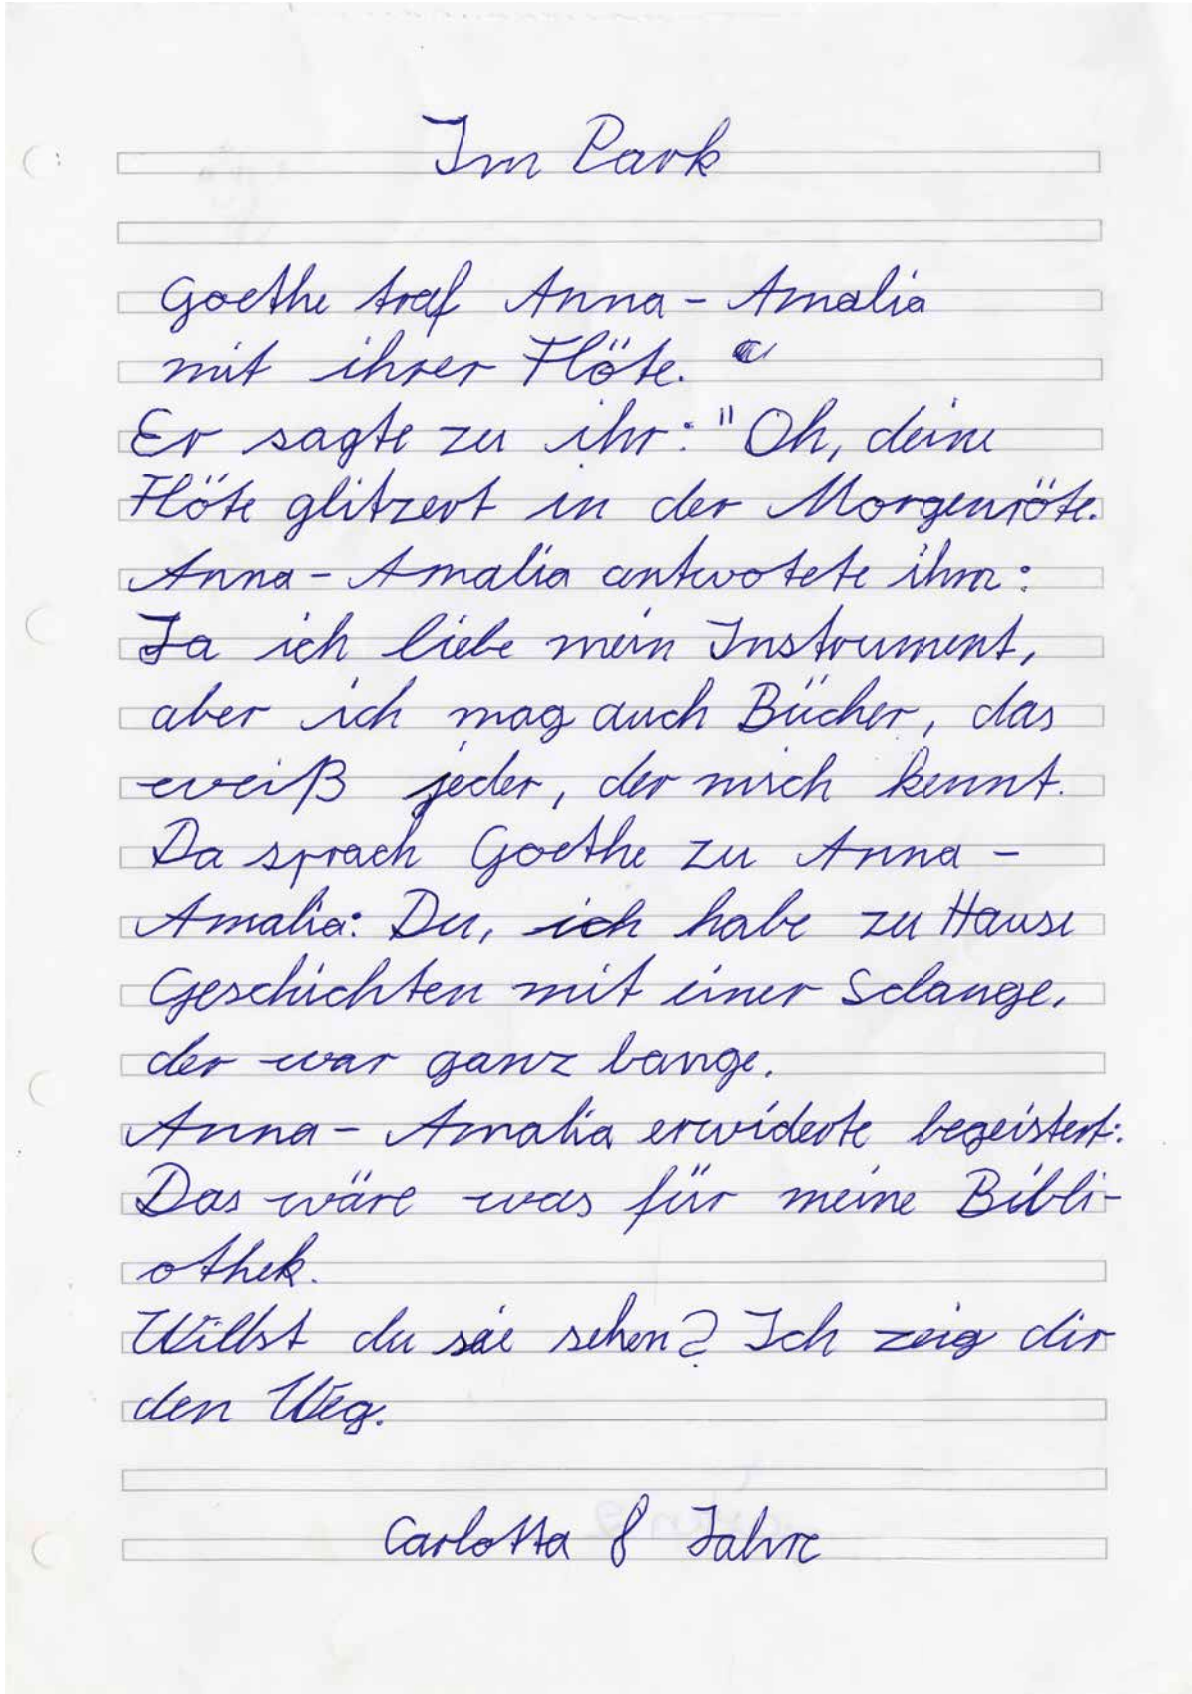 Im Park
Goethe traf Anna - Amalia
mit ihrer Flöte.
Er sagte zu ihr: "Oh, deine
Flöte glitzert in der Morgenröte.
Anna - Amalia antwotete ihm:
Ja ich liebe mein Instrument,
aber ich mag auch Bücher, das
weiß jeder, der mich kennt.
Da sprach Goethe zu Anna -
Amalia: Du, ich habe zu Hause
Geschichten mit einer Sclange,
der war ganz bange.
Anna - Amalia erwiderte begeistert:
Das wäre was für meine Bibli-
othek.
Willst du sie sehen? Ich zeig dir
den Weg.
Carlotta 8 Jahre